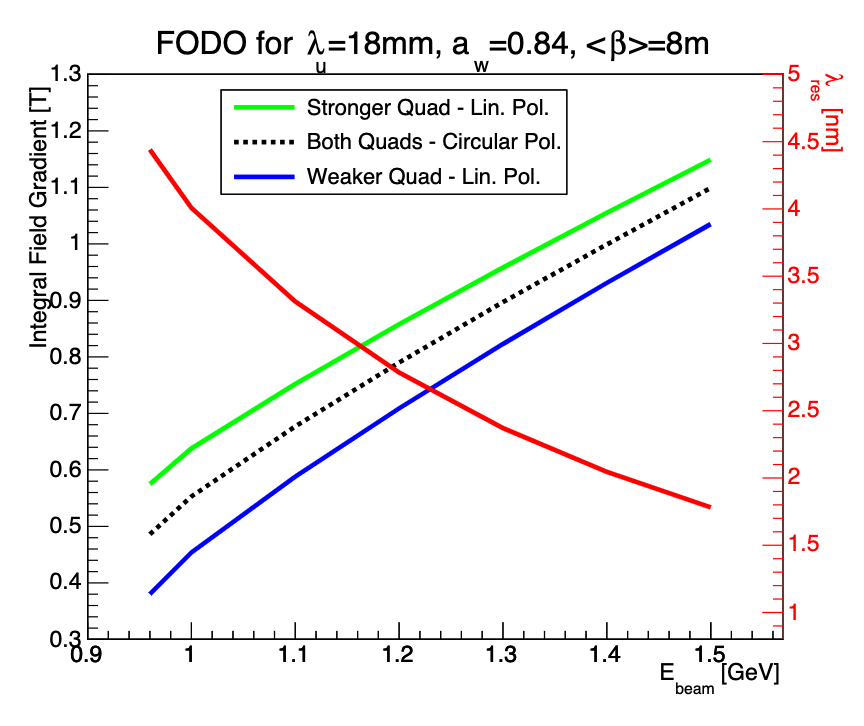 FODO for λu=18mm, aw=0.84, <β>=8m
Integral Field Gradient [T]
1.3
1.2
1.1
1
0.9
0.8
0.7
0.6
0.5
0.4
0.3
Stronger Quad - Lin. Pol.
Both Quads - Circular Pol.
Weaker Quad - Lin. Pol.
5
4.5
4
3.5
3
2.5
2
1.5
1
λres [nm]
0.9 1 1.1 1.2 1.3 1.4 1.5
Ebeam [GeV]